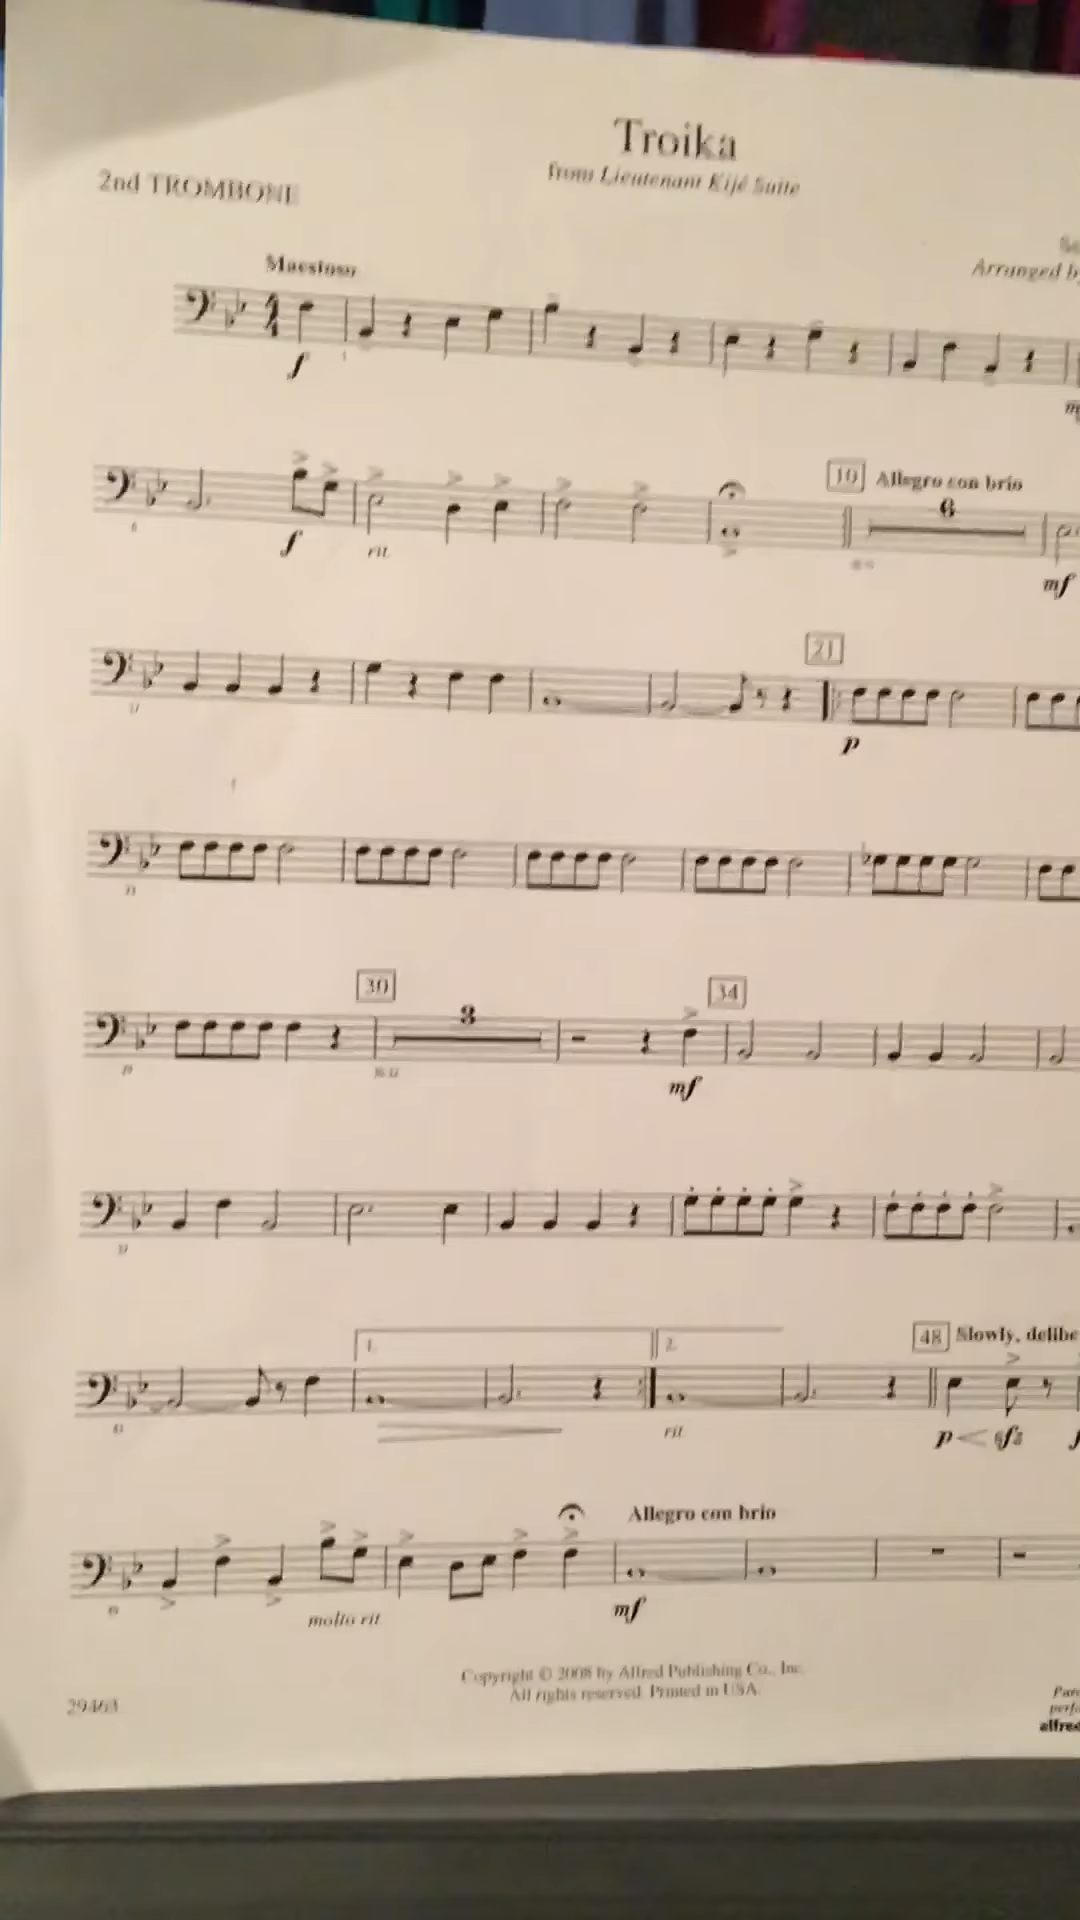 Troika
from Lieutenant Kijé Suite
2nd TROMBONE
Arranged by
Maestoso
f
10 Allegro con brio
6
f
rit.
mf
21
p
30
34
3
mf
1.
2.
48 Slowly, delibe
rit.
p
Allegro con brio
molto rit.
mf
Copyright © 2008 by Alfred Publishing Co., Inc.
All rights reserved. Printed in USA.
29463
alfred